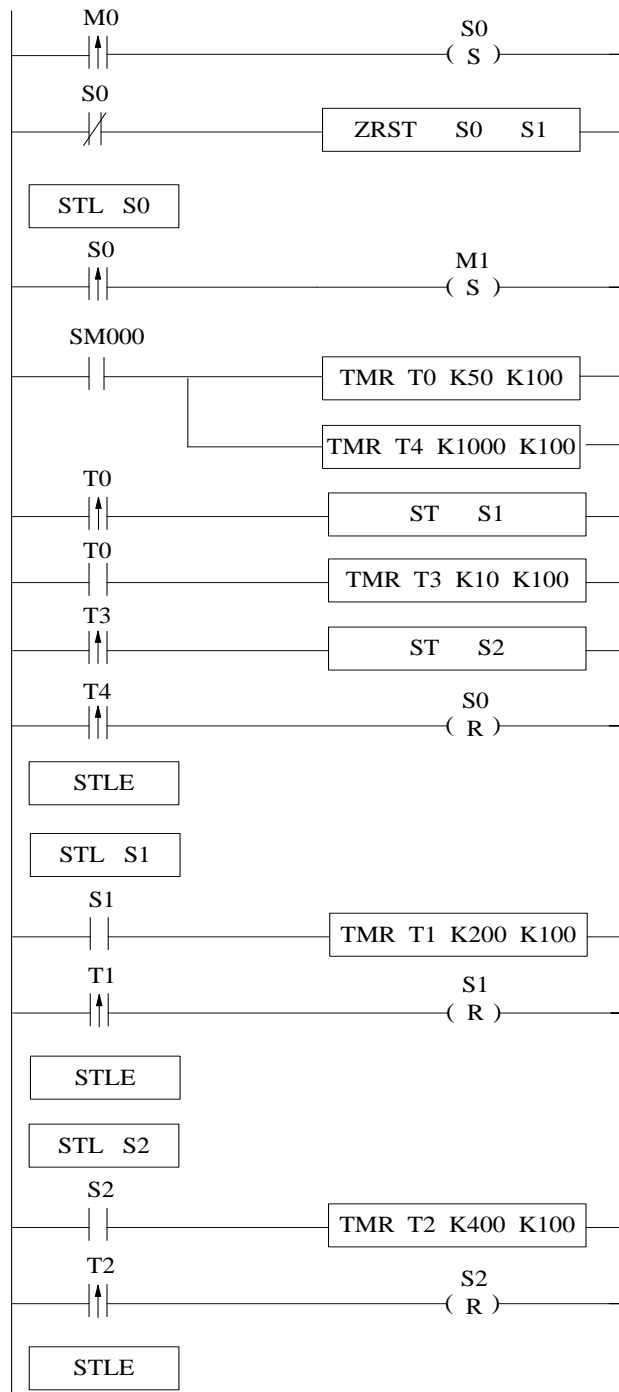 M0
S0
( S )
S0
ZRST S0 S1
STL S0
S0
M1
( S )
SM000
TMR T0 K50 K100
TMR T4 K1000 K100
T0
ST S1
T0
TMR T3 K10 K100
T3
ST S2
T4
S0
( R )
STLE
STL S1
S1
TMR T1 K200 K100
T1
S1
( R )
STLE
STL S2
S2
TMR T2 K400 K100
T2
S2
( R )
STLE